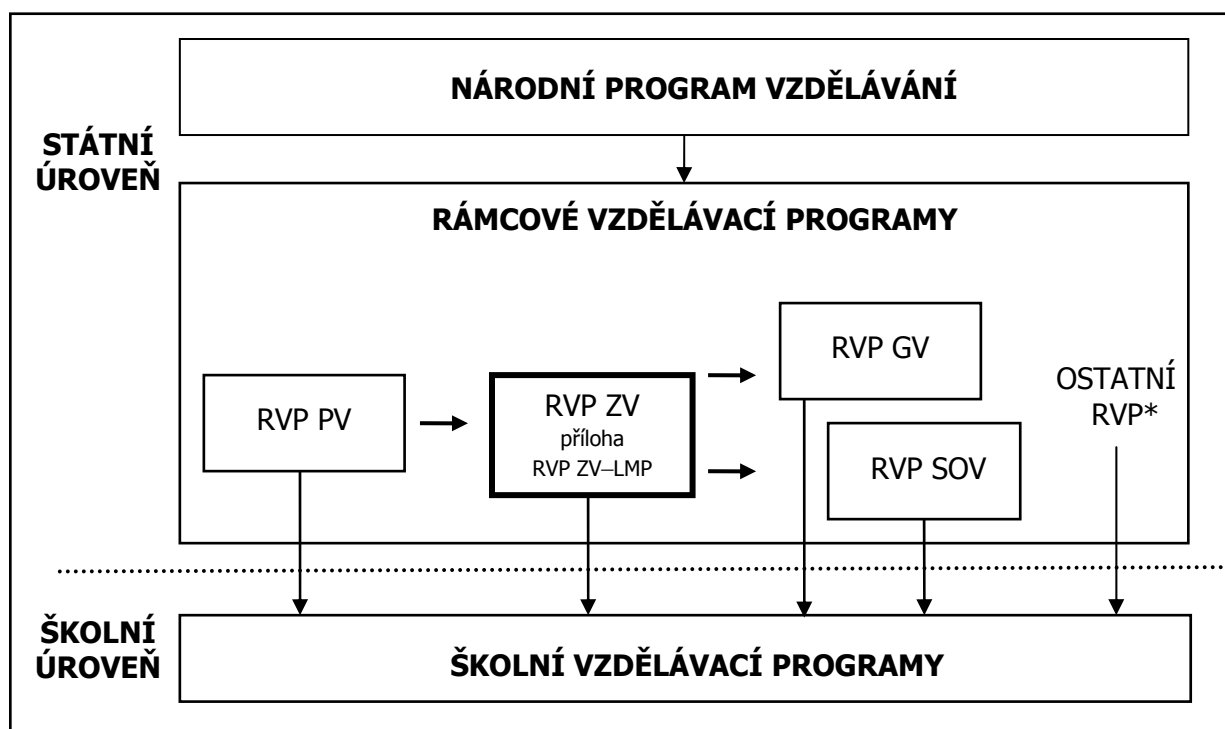 NÁRODNÍ PROGRAM VZDĚLÁVÁNÍ
STÁTNÍ
ÚROVEŇ
RÁMCOVÉ VZDĚLÁVACÍ PROGRAMY
RVP PV
RVP ZV
příloha
RVP ZV–LMP
RVP GV
RVP SOV
OSTATNÍ
RVP*
ŠKOLNÍ
ÚROVEŇ
ŠKOLNÍ VZDĚLÁVACÍ PROGRAMY